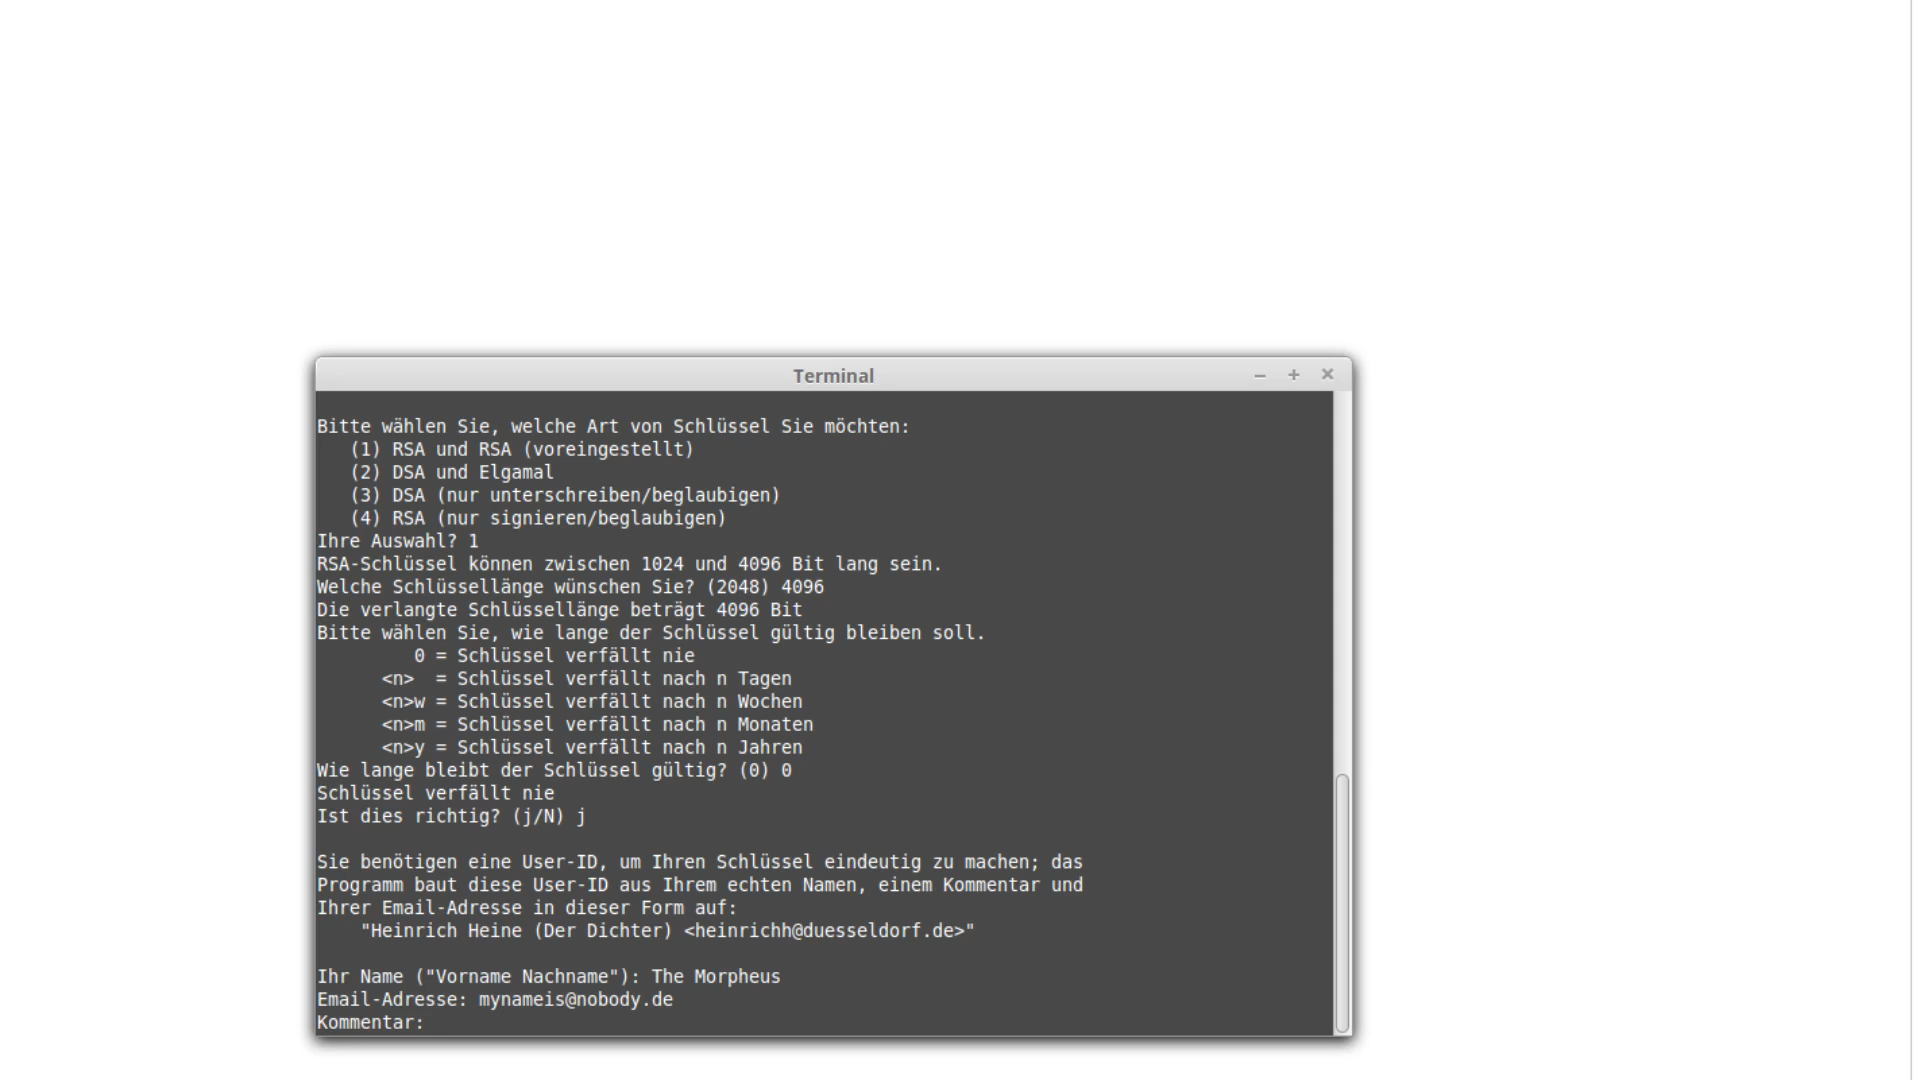 Terminal
Bitte wählen Sie, welche Art von Schlüssel Sie möchten:
(1) RSA und RSA (voreingestellt)
(2) DSA und Elgamal
(3) DSA (nur unterschreiben/beglaubigen)
(4) RSA (nur signieren/beglaubigen)
Ihre Auswahl? 1
RSA-Schlüssel können zwischen 1024 und 4096 Bit lang sein.
Welche Schlüssellänge wünschen Sie? (2048) 4096
Die verlangte Schlüssellänge beträgt 4096 Bit
Bitte wählen Sie, wie lange der Schlüssel gültig bleiben soll.
0 = Schlüssel verfällt nie
<n>  = Schlüssel verfällt nach n Tagen
<n>w = Schlüssel verfällt nach n Wochen
<n>m = Schlüssel verfällt nach n Monaten
<n>y = Schlüssel verfällt nach n Jahren
Wie lange bleibt der Schlüssel gültig? (0) 0
Schlüssel verfällt nie
Ist dies richtig? (j/N) j
Sie benötigen eine User-ID, um Ihren Schlüssel eindeutig zu machen; das
Programm baut diese User-ID aus Ihrem echten Namen, einem Kommentar und
Ihrer Email-Adresse in dieser Form auf:
"Heinrich Heine (Der Dichter) <heinrichh@duesseldorf.de>"
Ihr Name ("Vorname Nachname"): The Morpheus
Email-Adresse: mynameis@nobody.de
Kommentar: